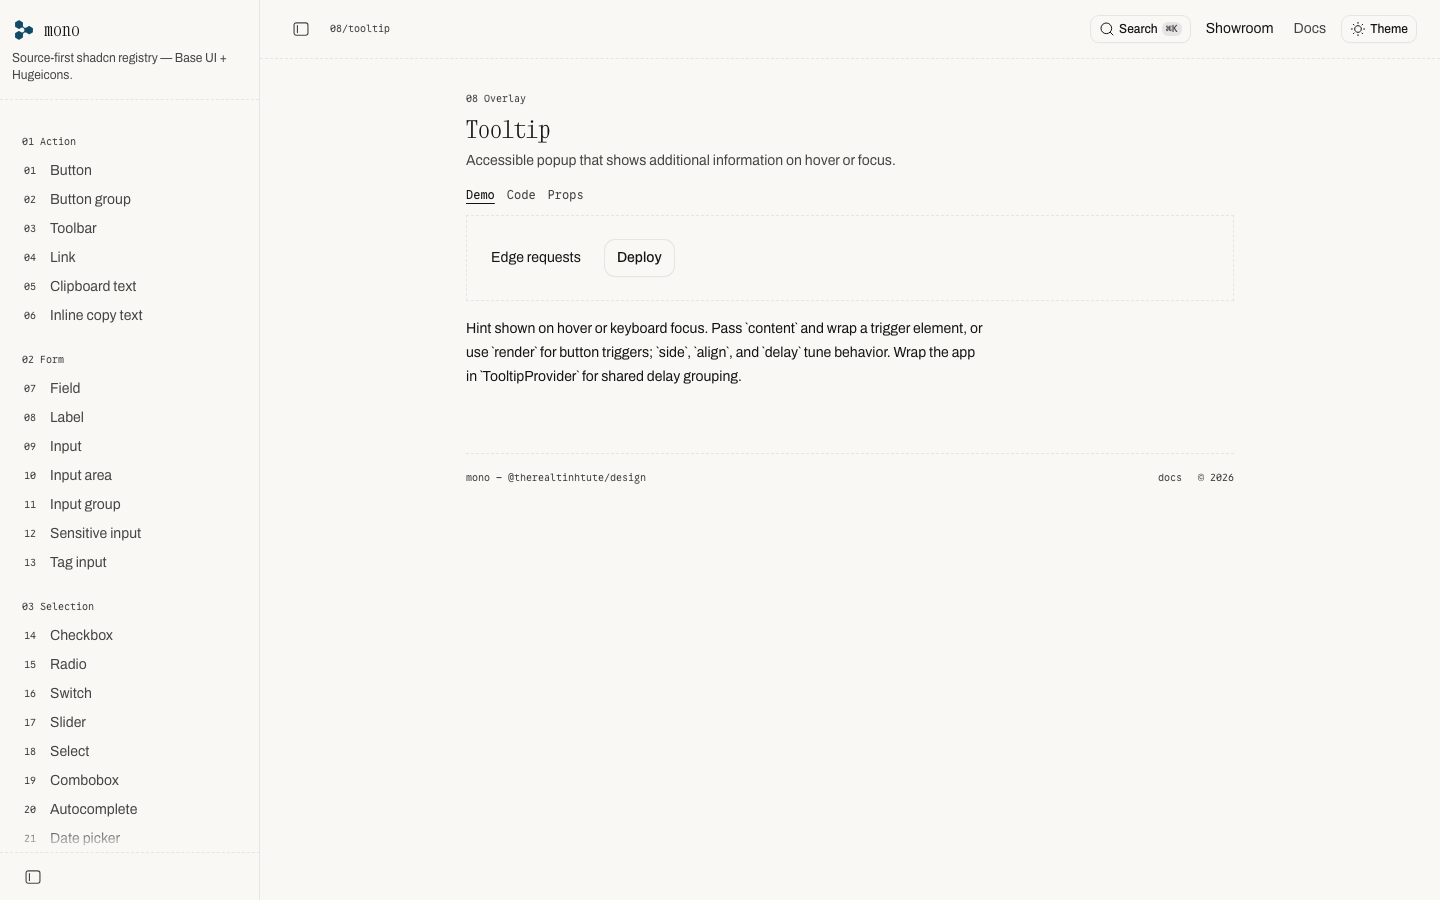 mono
Source-first shadcn registry — Base UI +
Hugeicons.
01 Action
01 Button
02 Button group
03 Toolbar
04 Link
05 Clipboard text
06 Inline copy text
02 Form
07 Field
08 Label
09 Input
10 Input area
11 Input group
12 Sensitive input
13 Tag input
03 Selection
14 Checkbox
15 Radio
16 Switch
17 Slider
18 Select
19 Combobox
20 Autocomplete
21 Date picker
08/tooltip
Search ⌘K Showroom Docs Theme
08 Overlay
Tooltip
Accessible popup that shows additional information on hover or focus.
Demo Code Props
Edge requests Deploy
Hint shown on hover or keyboard focus. Pass `content` and wrap a trigger element, or
use `render` for button triggers; `side`, `align`, and `delay` tune behavior. Wrap the app
in `TooltipProvider` for shared delay grouping.
mono — @therealtinhtute/design
docs © 2026